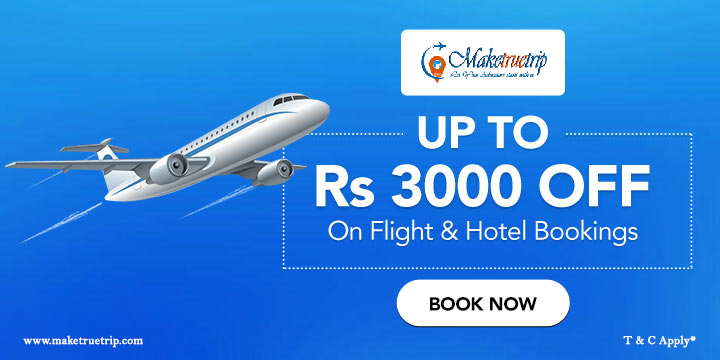 Maketruetrip
UP TO
Rs 3000 OFF
On Flight & Hotel Bookings
BOOK NOW
www.maketruetrip.com
T & C Apply*